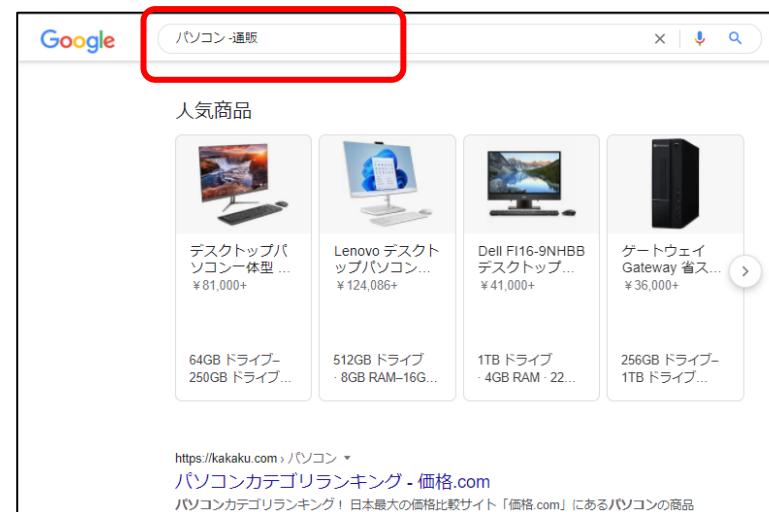 Google パソコン -通販
人気商品
デスクトップパ
ソコン一体型 ...
¥81,000+
64GB ドライブ–
250GB ドライブ...
Lenovo デスクト
ップパソコン...
¥124,086+
512GB ドライブ
· 8GB RAM–16G...
Dell FI16-9NHBB
デスクトップ...
¥41,000+
1TB ドライブ
· 4GB RAM · 22...
ゲートウェイ
Gateway 省ス...
¥36,000+
256GB ドライブ–
1TB ドライブ...
https://kakaku.com › パソコン
パソコンカテゴリランキング - 価格.com
パソコンカテゴリランキング！ 日本最大の価格比較サイト「価格.com」にあるパソコンの商品